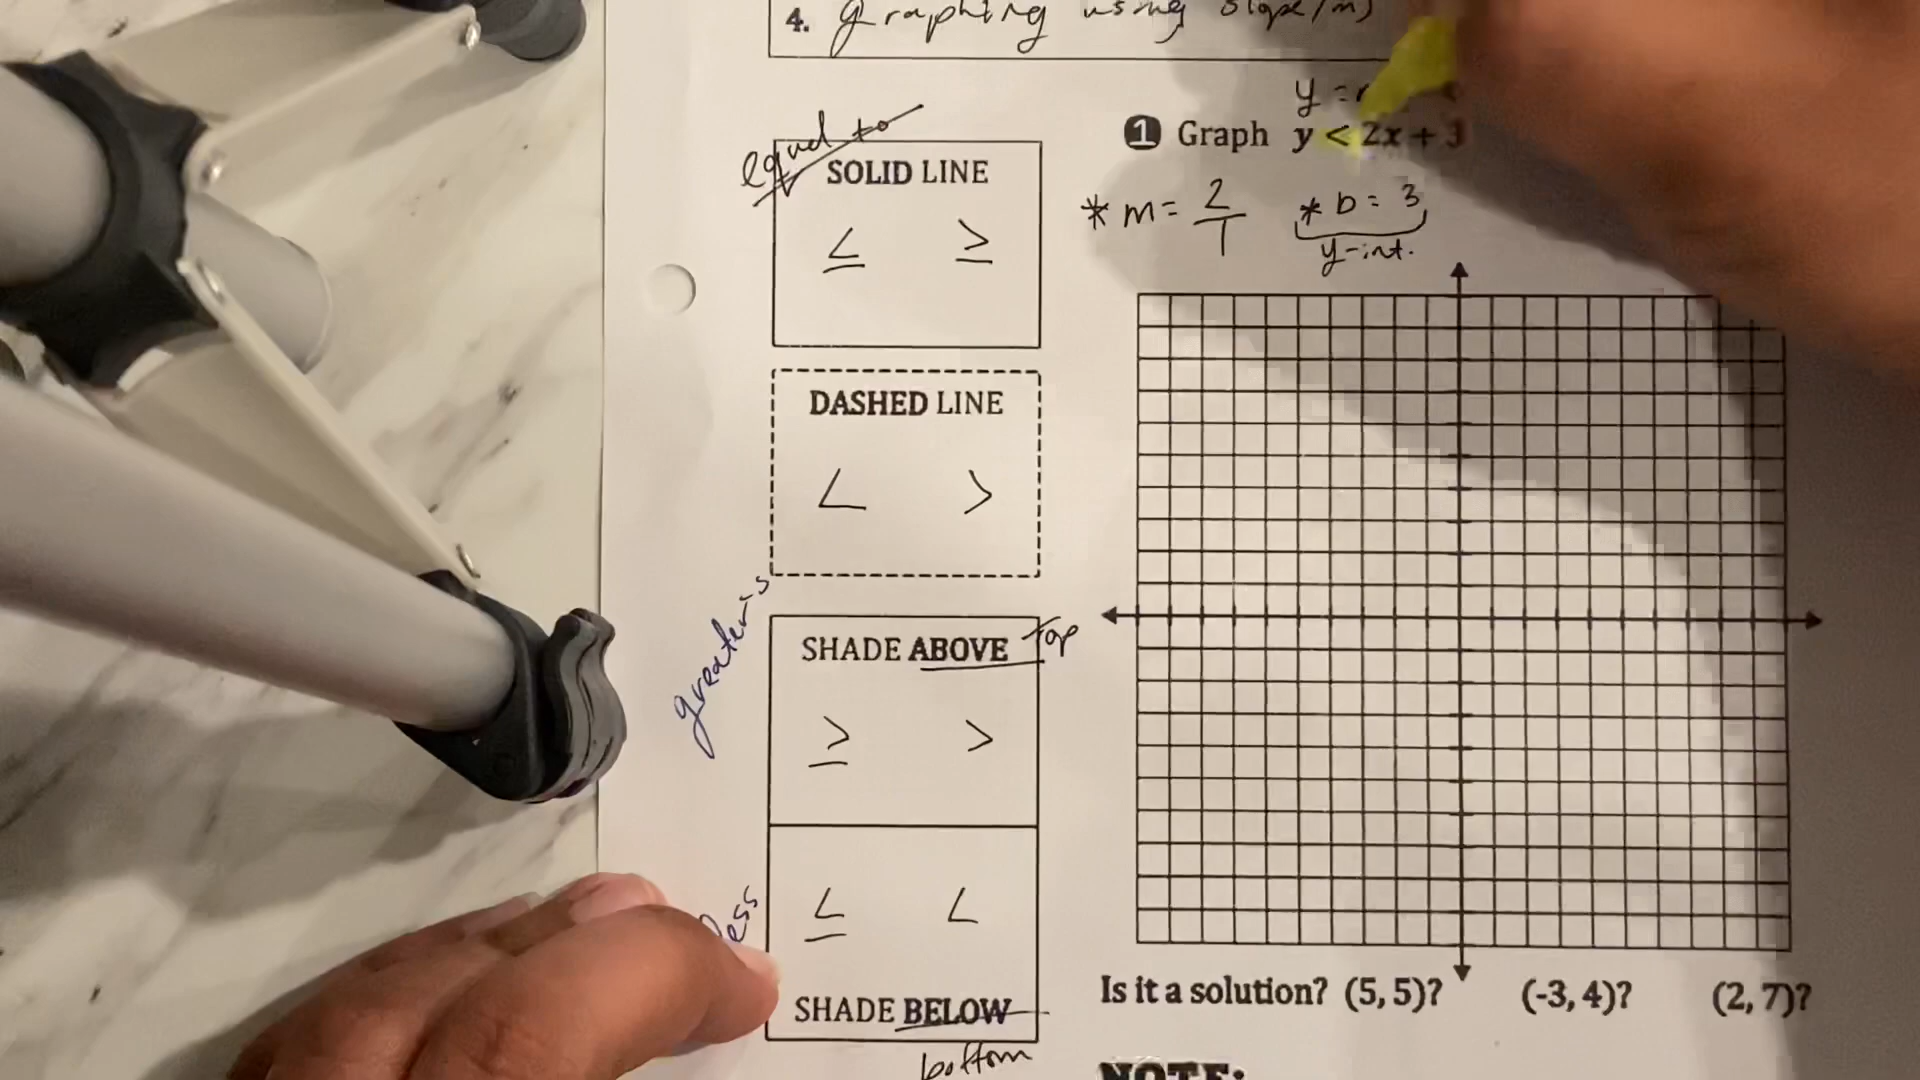 4. graphing using slope/m)
y =
equal to
SOLID LINE
≤ ≥
DASHED LINE
< >
greater's
SHADE ABOVE top
≥ >
less
≤ <
SHADE BELOW
bottom
1 Graph y < 2x + 3
* m = 2/1 * b = 3
y-int.
Is it a solution? (5, 5)? (-3, 4)? (2, 7)?
NOTE: